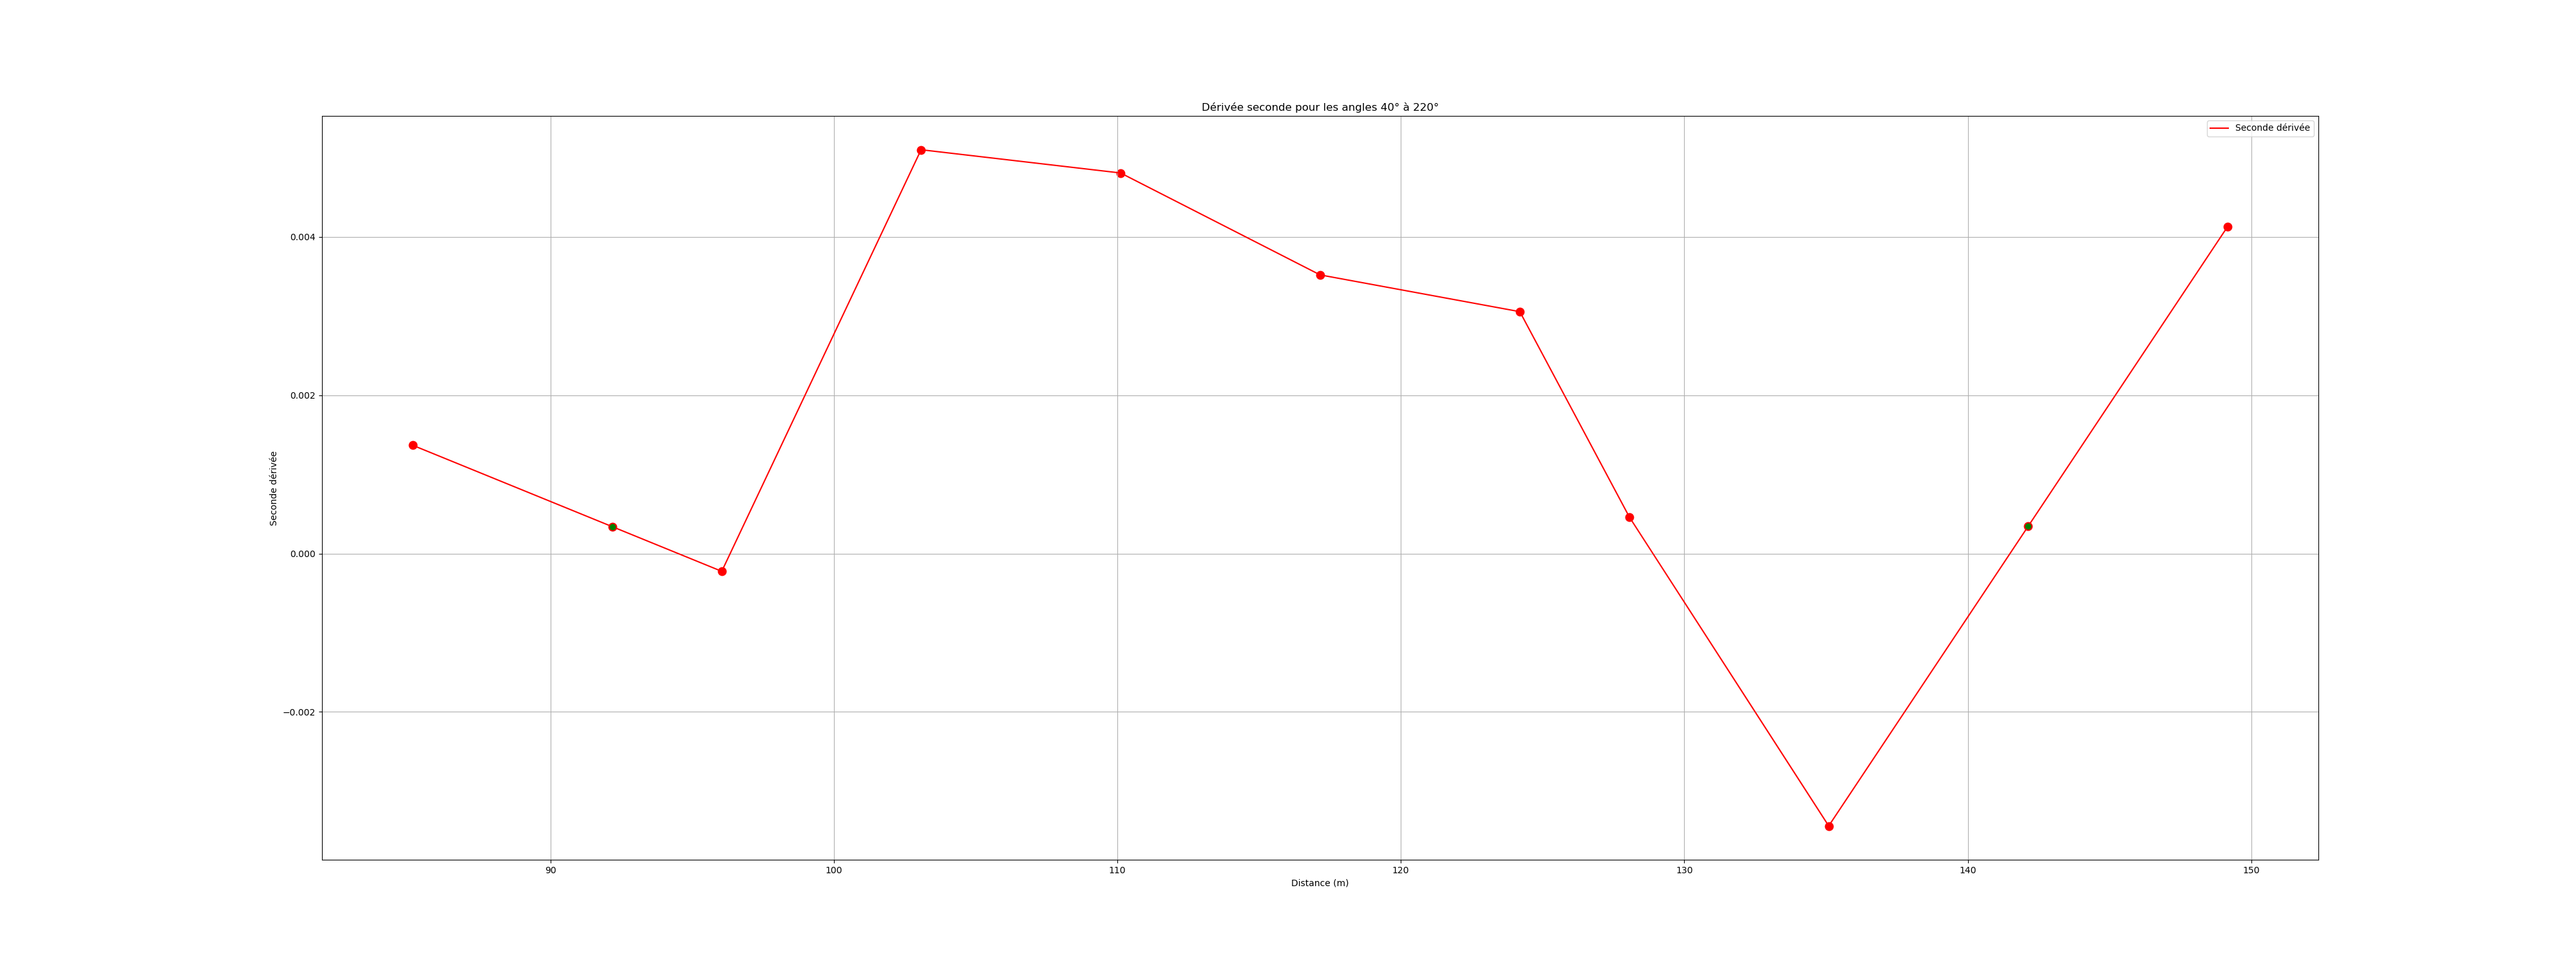 Dérivée seconde pour les angles 40° à 220°
Seconde dérivée
0.004
0.002
0.000
−0.002
Seconde dérivée
90 100 110 120 130 140 150
Distance (m)